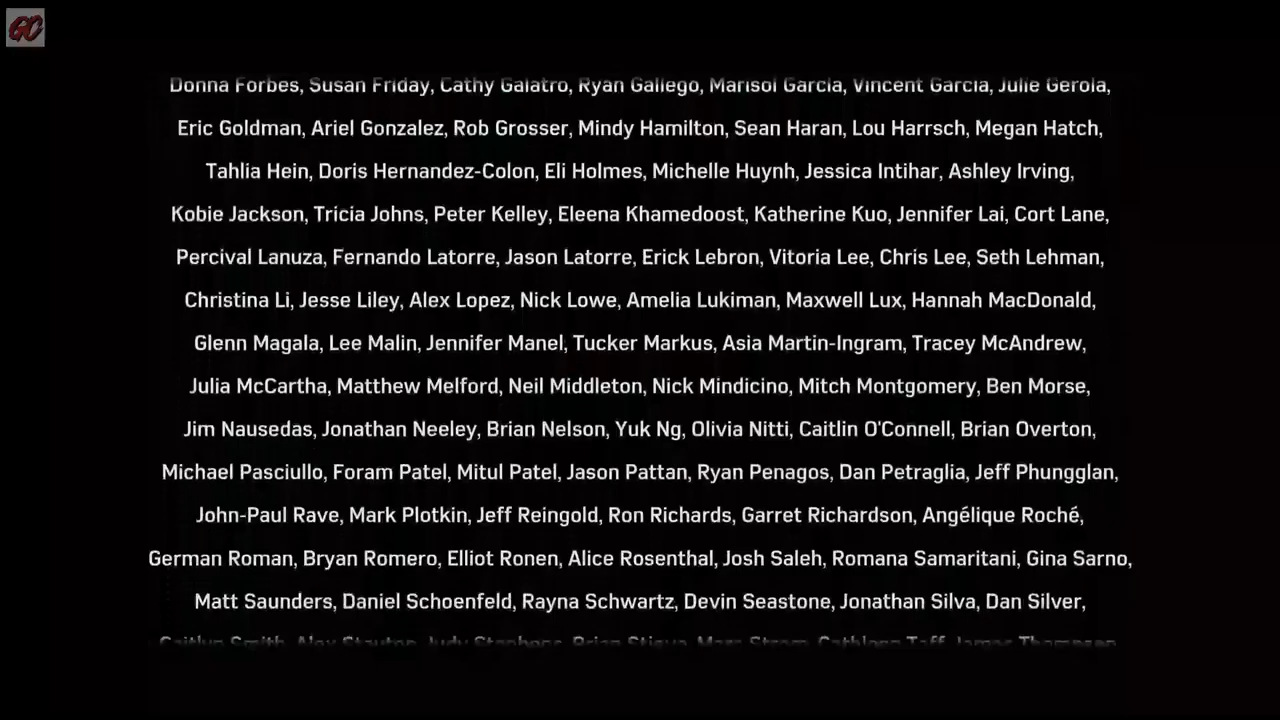 GC
Donna Forbes, Susan Friday, Cathy Galatro, Ryan Gallego, Marisol Garcia, Vincent Garcia, Julie Gerola,
Eric Goldman, Ariel Gonzalez, Rob Grosser, Mindy Hamilton, Sean Haran, Lou Harrsch, Megan Hatch,
Tahlia Hein, Doris Hernandez-Colon, Eli Holmes, Michelle Huynh, Jessica Intihar, Ashley Irving,
Kobie Jackson, Tricia Johns, Peter Kelley, Eleena Khamedoost, Katherine Kuo, Jennifer Lai, Cort Lane,
Percival Lanuza, Fernando Latorre, Jason Latorre, Erick Lebron, Vitoria Lee, Chris Lee, Seth Lehman,
Christina Li, Jesse Liley, Alex Lopez, Nick Lowe, Amelia Lukiman, Maxwell Lux, Hannah MacDonald,
Glenn Magala, Lee Malin, Jennifer Manel, Tucker Markus, Asia Martin-Ingram, Tracey McAndrew,
Julia McCartha, Matthew Melford, Neil Middleton, Nick Mindicino, Mitch Montgomery, Ben Morse,
Jim Nausedas, Jonathan Neeley, Brian Nelson, Yuk Ng, Olivia Nitti, Caitlin O'Connell, Brian Overton,
Michael Pasciullo, Foram Patel, Mitul Patel, Jason Pattan, Ryan Penagos, Dan Petraglia, Jeff Phungglan,
John-Paul Rave, Mark Plotkin, Jeff Reingold, Ron Richards, Garret Richardson, Angélique Roché,
German Roman, Bryan Romero, Elliot Ronen, Alice Rosenthal, Josh Saleh, Romana Samaritani, Gina Sarno,
Matt Saunders, Daniel Schoenfeld, Rayna Schwartz, Devin Seastone, Jonathan Silva, Dan Silver,
Caitlyn Smith, Judy Stephens, Cathleen Taff, James Thompson